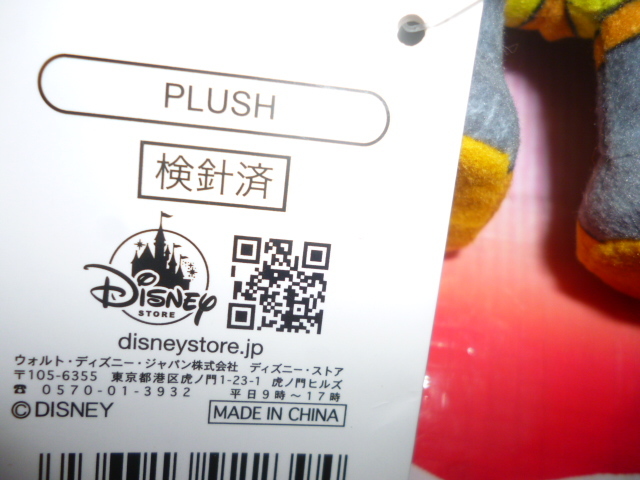 PLUSH
検針済
Disney
STORE
disneystore.jp
ウォルト・ディズニー・ジャパン株式会社 ディズニー・ストア
〒105-6355 東京都港区虎ノ門1-23-1 虎ノ門ヒルズ
☎ 0570-01-3932 平日9時〜17時
©DISNEY
MADE IN CHINA